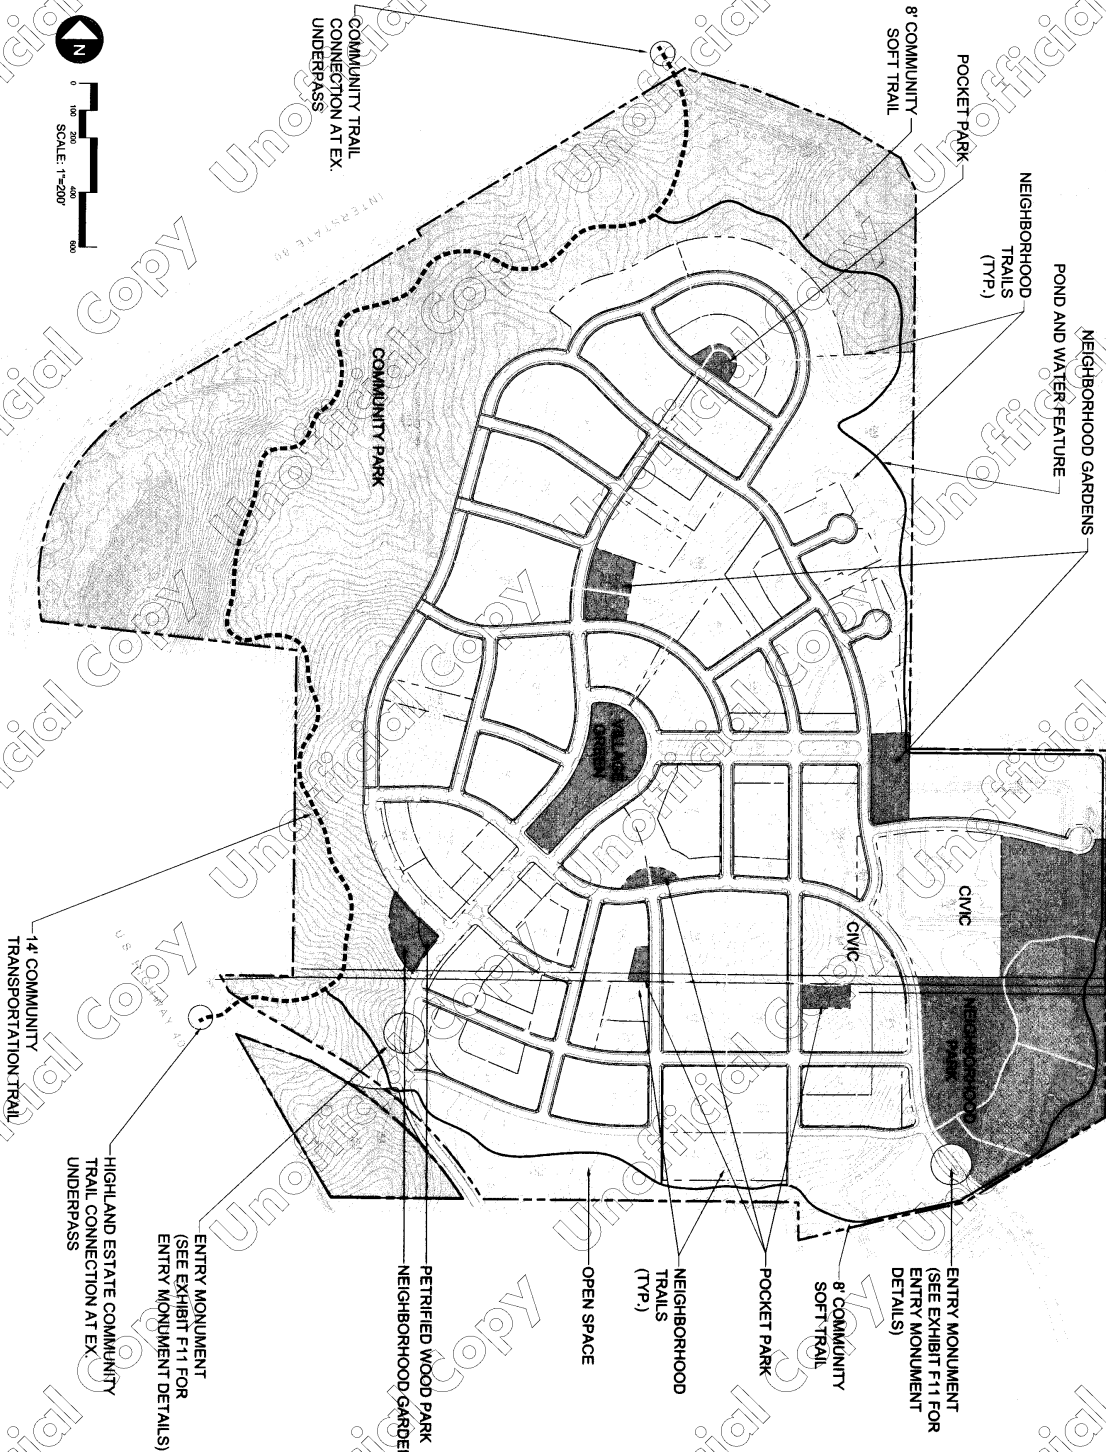 N
0
100
200
400
600
SCALE: 1"=200'
COMMUNITY TRAIL
CONNECTION AT EX.
UNDERPASS
INTERSTATE 80
8' COMMUNITY
SOFT TRAIL
POCKET PARK
NEIGHBORHOOD
TRAILS
(TYP.)
POND AND WATER FEATURE
NEIGHBORHOOD GARDENS
COMMUNITY PARK
VILLAGE
GREEN
CIVIC
CIVIC
NEIGHBORHOOD
PARK
U.S. HIGHWAY 40
14' COMMUNITY
TRANSPORTATION TRAIL
HIGHLAND ESTATE COMMUNITY
TRAIL CONNECTION AT EX.
UNDERPASS
ENTRY MONUMENT
(SEE EXHIBIT F11 FOR
ENTRY MONUMENT DETAILS)
PETRIFIED WOOD PARK
NEIGHBORHOOD GARDE
OPEN SPACE
NEIGHBORHOOD
TRAILS
(TYP.)
POCKET PARK
8' COMMUNITY
SOFT TRAIL
ENTRY MONUMENT
(SEE EXHIBIT F11 FOR
ENTRY MONUMENT
DETAILS)
Unofficial Copy